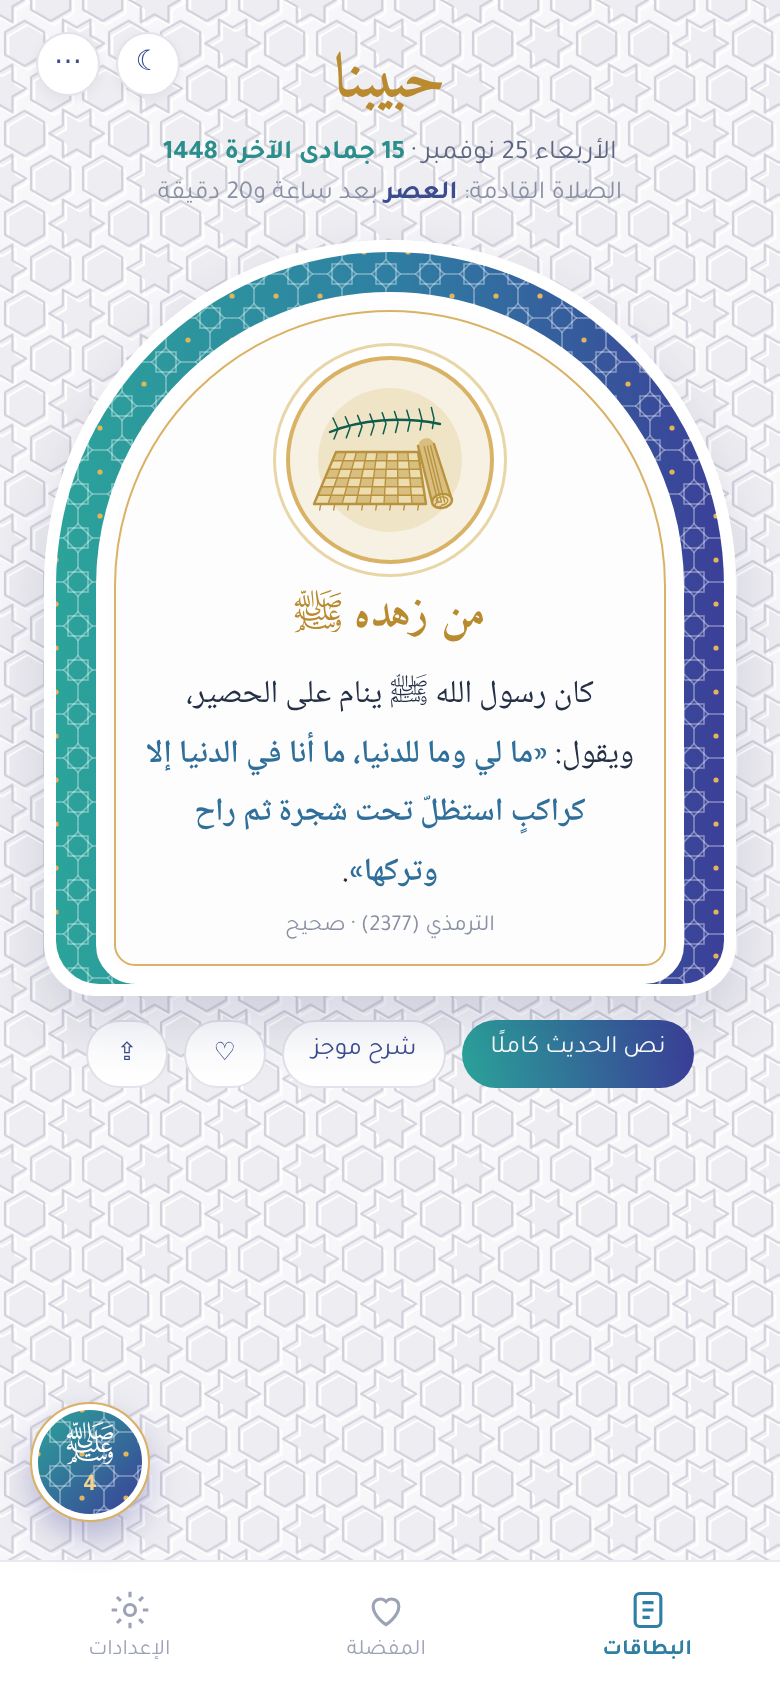 حبيبنا
الأربعاء 25 نوفمبر · 15 جمادى الآخرة 1448
الصلاة القادمة: العصر بعد ساعة و20 دقيقة
من زهده ﷺ
كان رسول الله ﷺ ينام على الحصير،
ويقول: «ما لي وما للدنيا، ما أنا في الدنيا إلا
كراكبٍ استظلّ تحت شجرة ثم راح
وتركها».
الترمذي (2377) · صحيح
نص الحديث كاملًا
شرح موجز
ﷺ
4
البطاقات
المفضلة
الإعدادات